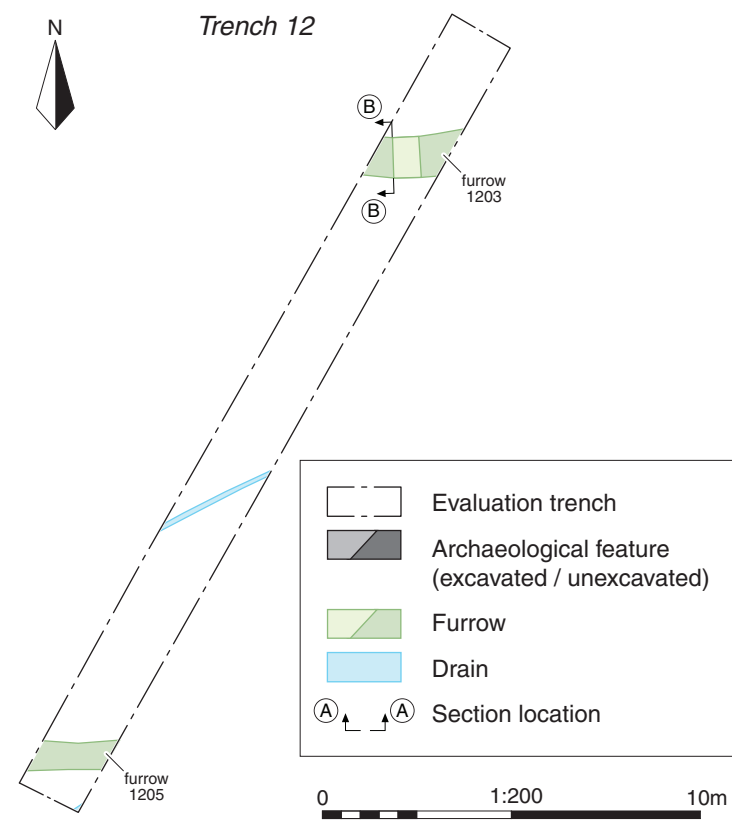 N
Trench 12
B
furrow
1203
B
Evaluation trench
Archaeological feature
(excavated / unexcavated)
Furrow
Drain
A A Section location
furrow
1205
0 1:200 10m